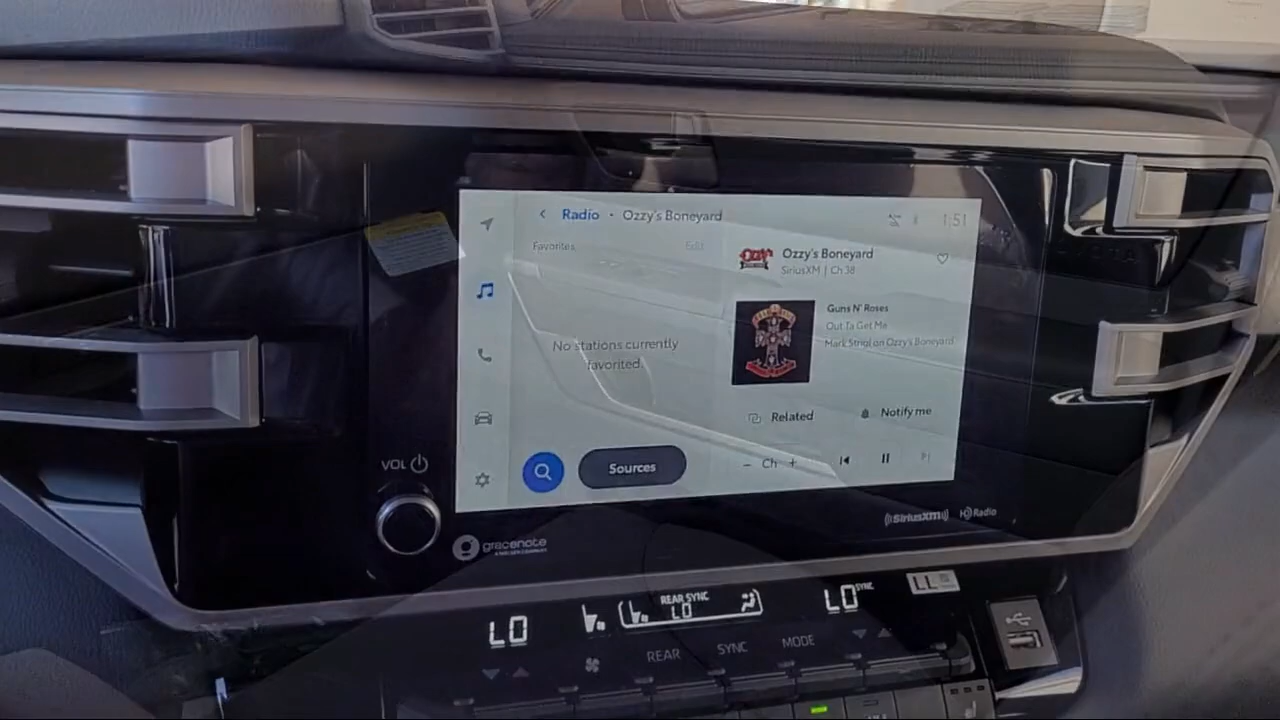 Radio • Ozzy's Boneyard
1:51
Favorites
Edit
Ozzy's Boneyard
SiriusXM | Ch 38
Guns N' Roses
Out Ta Get Me
Mark Strigl on Ozzy's Boneyard
No stations currently
favorited.
Related
Notify me
Sources
– Ch +
VOL
SiriusXM
HD Radio
gracenote
LO
REAR SYNC
LO
LO
SYNC
REAR
SYNC
MODE